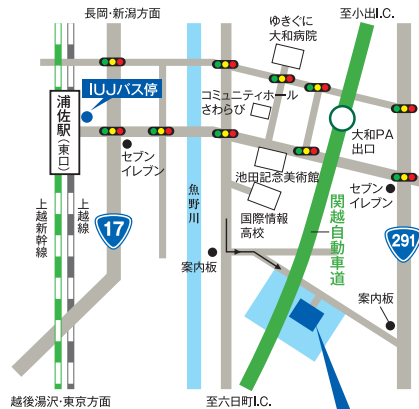 長岡・新潟方面
至小出I.C.
ゆきぐに
大和病院
IUJバス停
コミュニティホール
さわらび
浦佐駅(東口)
大和PA
出口
セブン
イレブン
池田記念美術館
セブン
イレブン
魚野川
国際情報
高校
関越自動車道
上越新幹線
上越線
17
291
案内板
案内板
越後湯沢・東京方面
至六日町I.C.